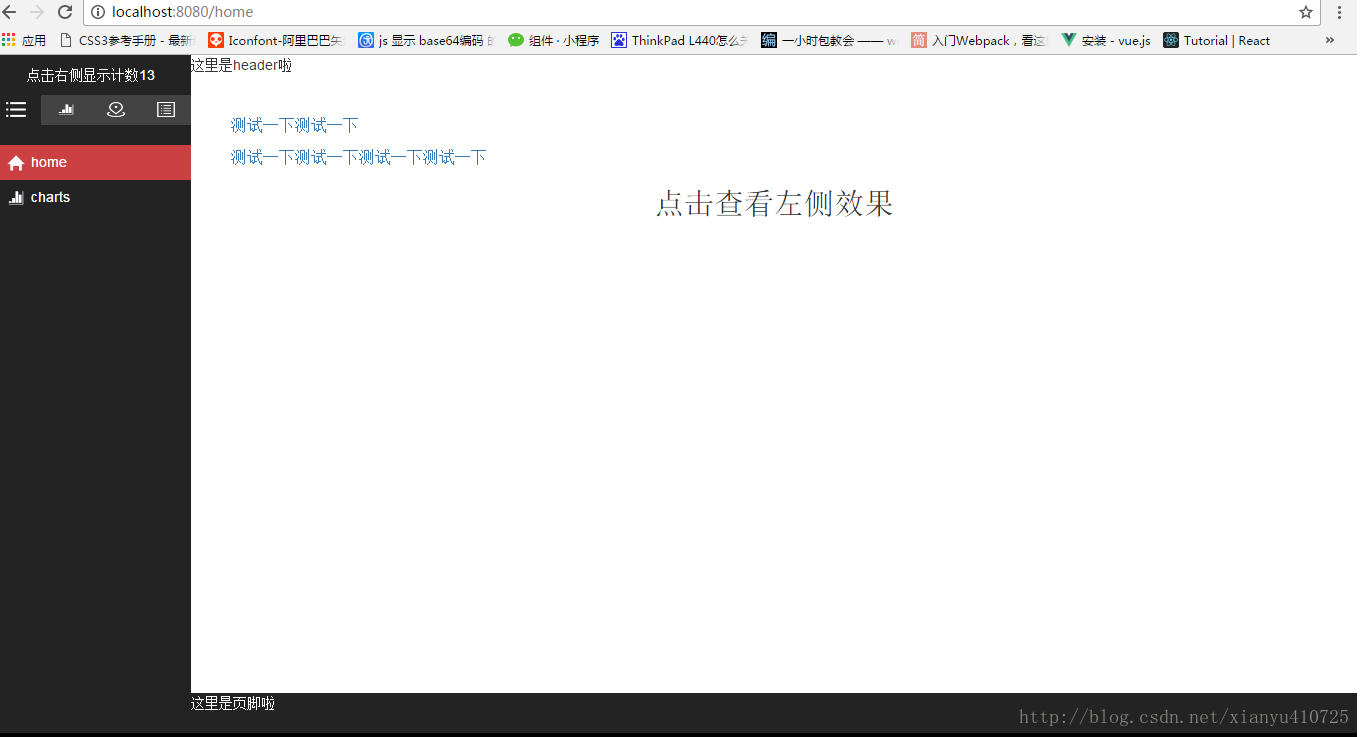 localhost:8080/home
应用 CSS3参考手册 - 最新 Iconfont-阿里巴巴矢 js 显示 base64编码 的 组件 · 小程序 ThinkPad L440怎么 编 一小时包教会 —— w 简 入门Webpack，看这 安装 - vue.js Tutorial | React »
点击右侧显示计数13
这里是header啦
home
charts
测试一下测试一下
测试一下测试一下测试一下测试一下
点击查看左侧效果
这里是页脚啦
http://blog.csdn.net/xianyu410725